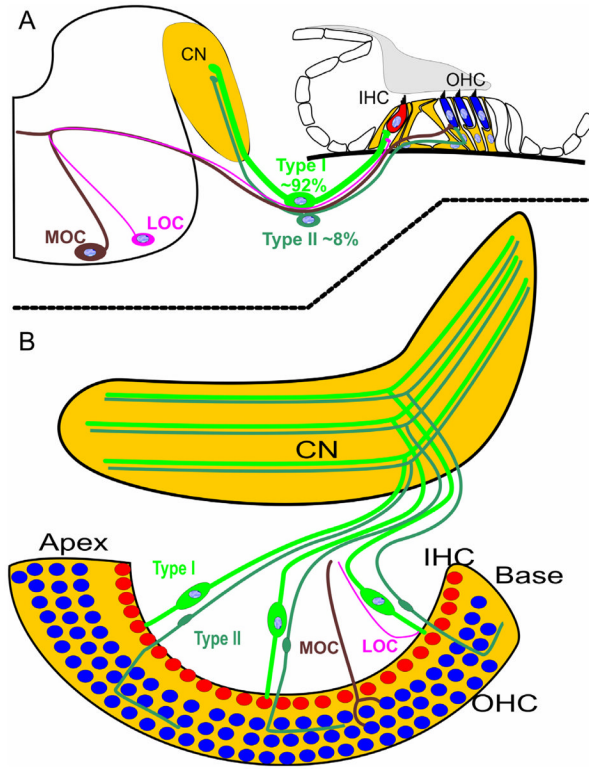 A
CN
IHC
OHC
Type I
~92%
Type II ~8%
MOC
LOC
B
CN
Apex
Type I
Type II
MOC
LOC
IHC
Base
OHC